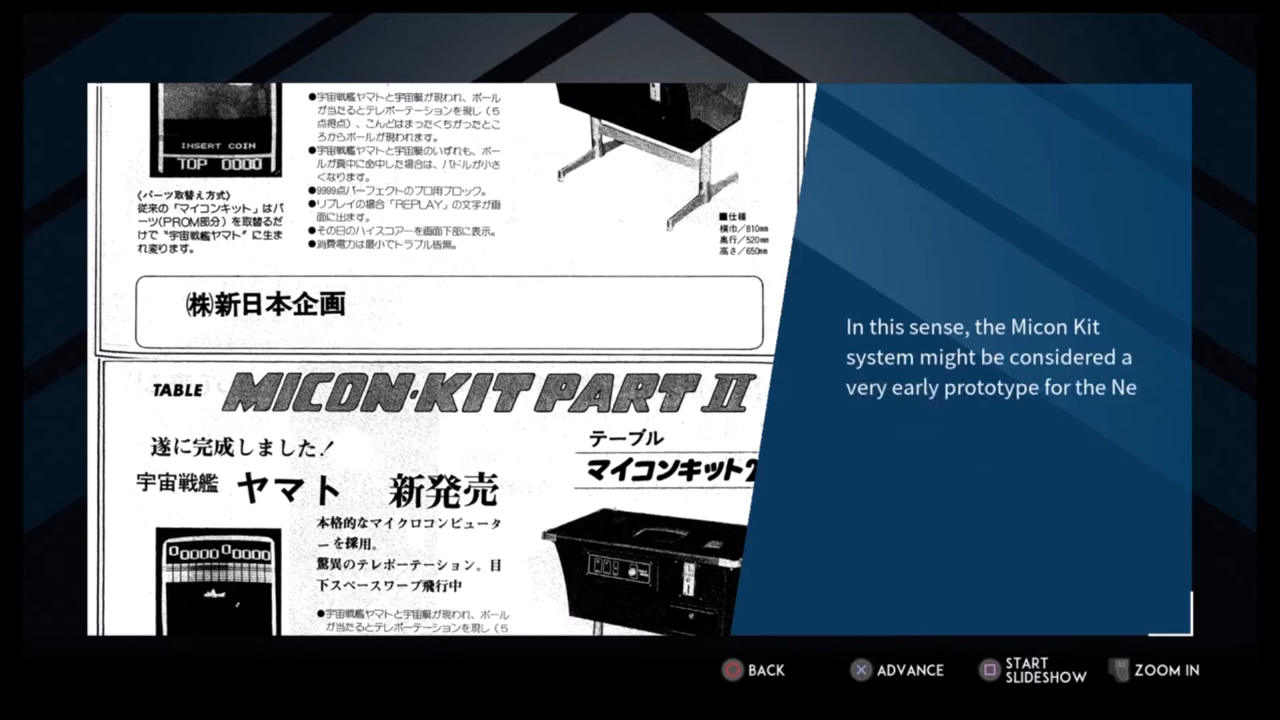 INSERT COIN
TOP 0000
〈パーツ取替え方式〉
従来の「マイコンキット」はパ
ーツ(PROM部分)を取替るだ
けで〝宇宙戦艦ヤマト〟に生ま
れ変ります。
●宇宙戦艦ヤマトと宇宙艇が現われ、ボール
が当たるとテレポーテーションを現し(5
点得点)、こんどはまったくちがったとこ
ろからボールが現われます。
●宇宙戦艦ヤマトと宇宙艇のいずれも、ボー
ルが真中に命中した場合は、パドルが小さ
くなります。
●9999点パーフェクトのプロ用ブロック。
●リプレイの場合「REPLAY」の文字が画
面に出ます。
●その日のハイスコアーを画面下部に表示。
●消費電力は最小でトラブル皆無。
■仕様
横巾/810mm
奥行/520mm
高さ/650mm
㈱新日本企画
TABLE MICON·KIT PART II
遂に完成しました!
宇宙戦艦 ヤマト 新発売
テーブル
マイコンキット2
本格的なマイクロコンピュータ
ーを採用。
驚異のテレポーテーション。目
下スペースワープ飛行中
●宇宙戦艦ヤマトと宇宙艇が現われ、ボール
が当たるとテレポーテーションを現し(5
00000 00000
In this sense, the Micon Kit
system might be considered a
very early prototype for the Ne
BACK
ADVANCE
START
SLIDESHOW
R2
ZOOM IN